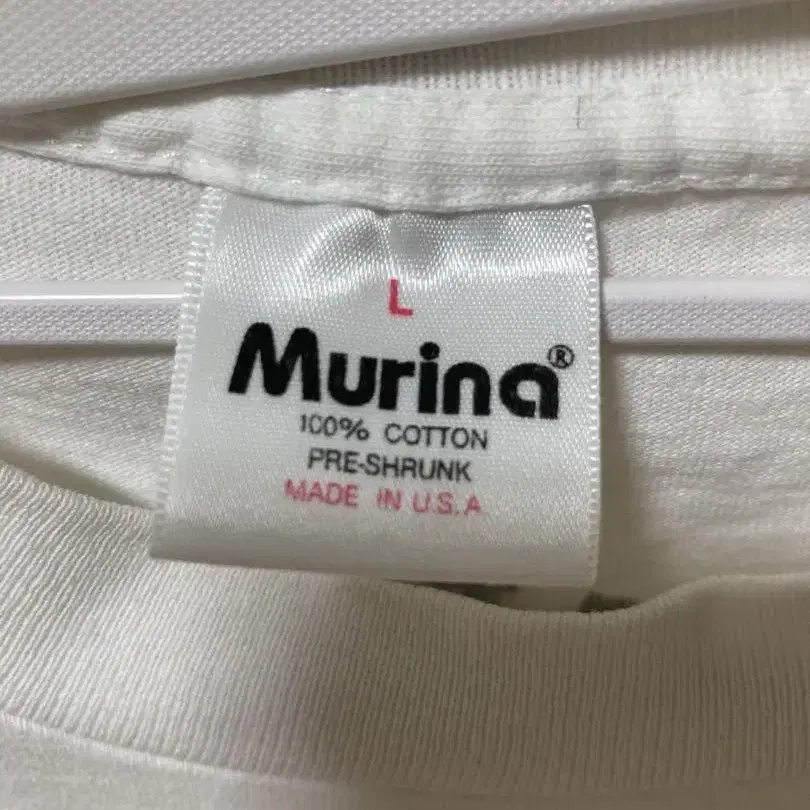 L
Murina®
100% COTTON
PRE-SHRUNK
MADE IN U.S.A